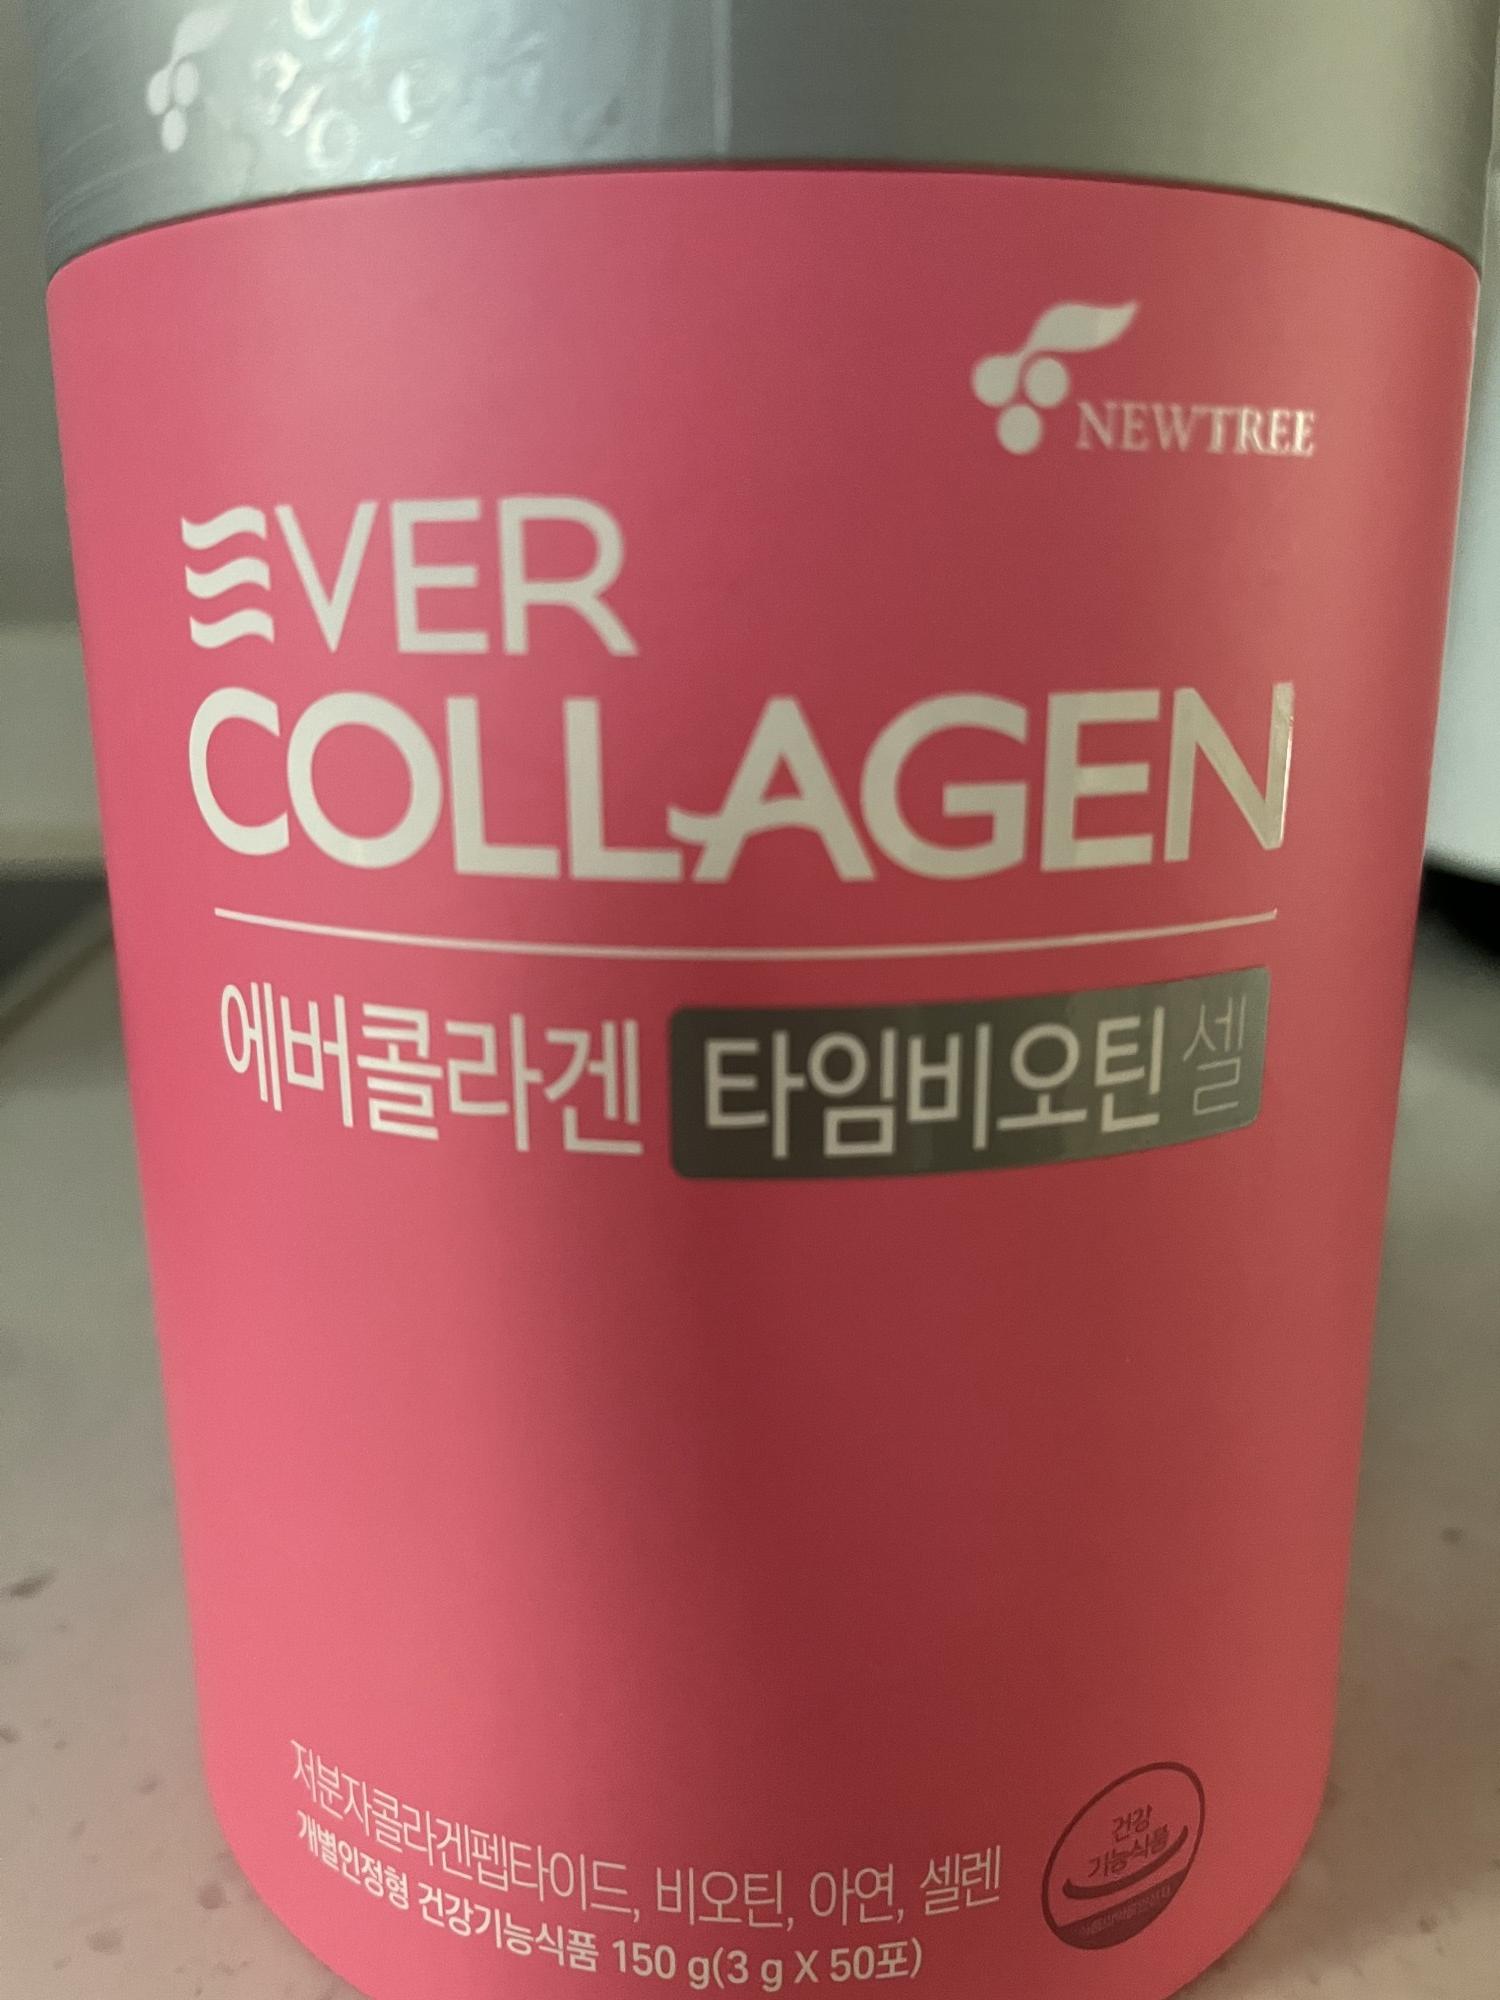 NEWTREE
EVER
COLLAGEN
에버콜라겐 타임비오틴 셀
저분자콜라겐펩타이드, 비오틴, 아연, 셀렌
개별인정형 건강기능식품 150 g(3 g X 50포)
건강
기능식품